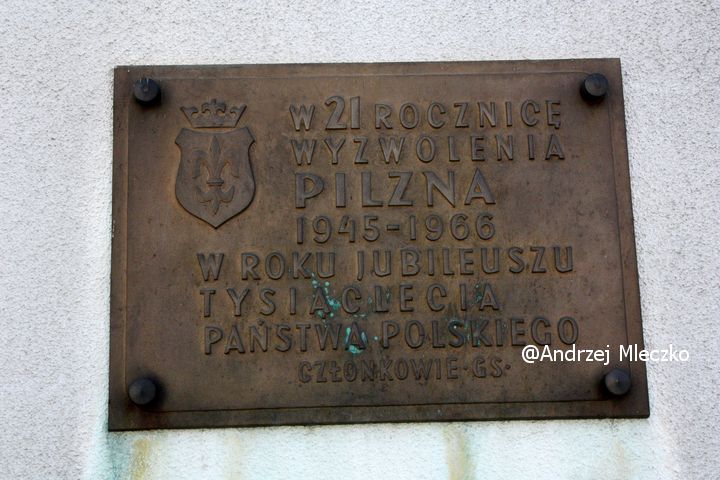 W 21 ROCZNICĘ
WYZWOLENIA
PILZNA
1945-1966
W ROKU JUBILEUSZU
TYSIĄCLECIA
PAŃSTWA POLSKIEGO
CZŁONKOWIE·GS·
@Andrzej Mleczko